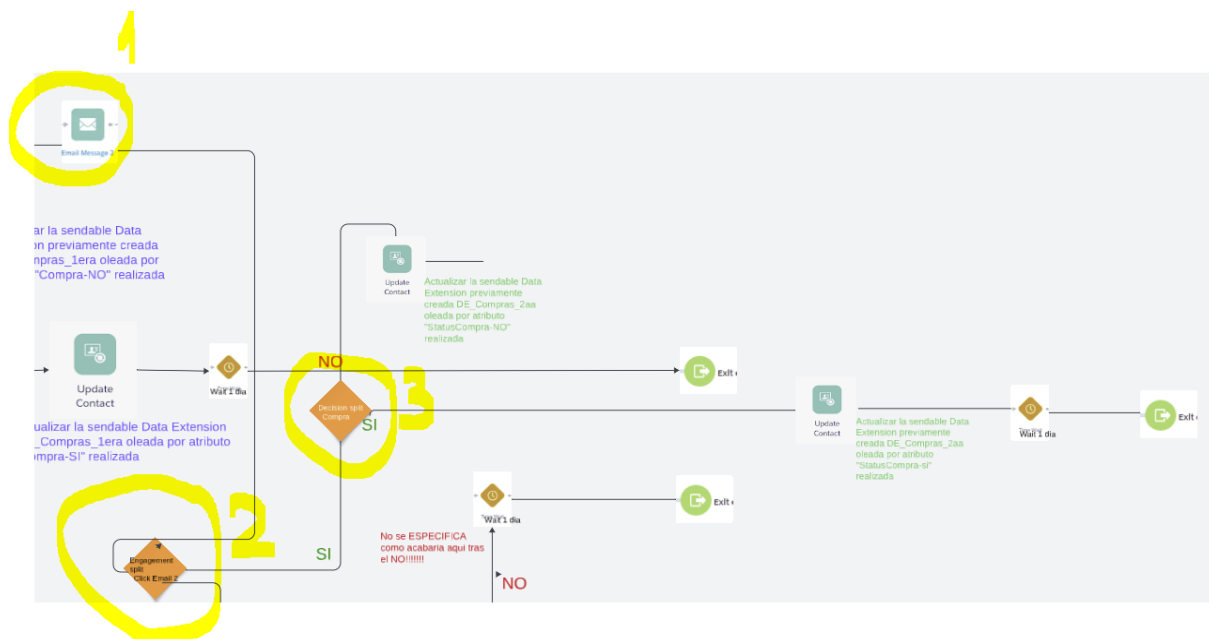 1
Email Message 2
ar la sendable Data
on previamente creada
mpras_1era oleada por
"Compra-NO" realizada
Update
Contact
Actualizar la sendable Data
Extension previamente
creada DE_Compras_2aa
oleada por atributo
"StatusCompra-NO"
realizada
Update
Contact
Wait 1 dia
NO
Exit
Decision split
Compra
3
SI
Update
Contact
Actualizar la sendable Data
Extension previamente
creada DE_Compras_2aa
oleada por atributo
"StatusCompra-si"
realizada
Wait 1 dia
Exit
ualizar la sendable Data Extension
_Compras_1era oleada por atributo
ompra-SI" realizada
2
Engagement
split
Click Email 2
SI
Wait 1 dia
Exit
No se ESPECIFICA
como acabaria aqui tras
el NO!!!!!!!
NO